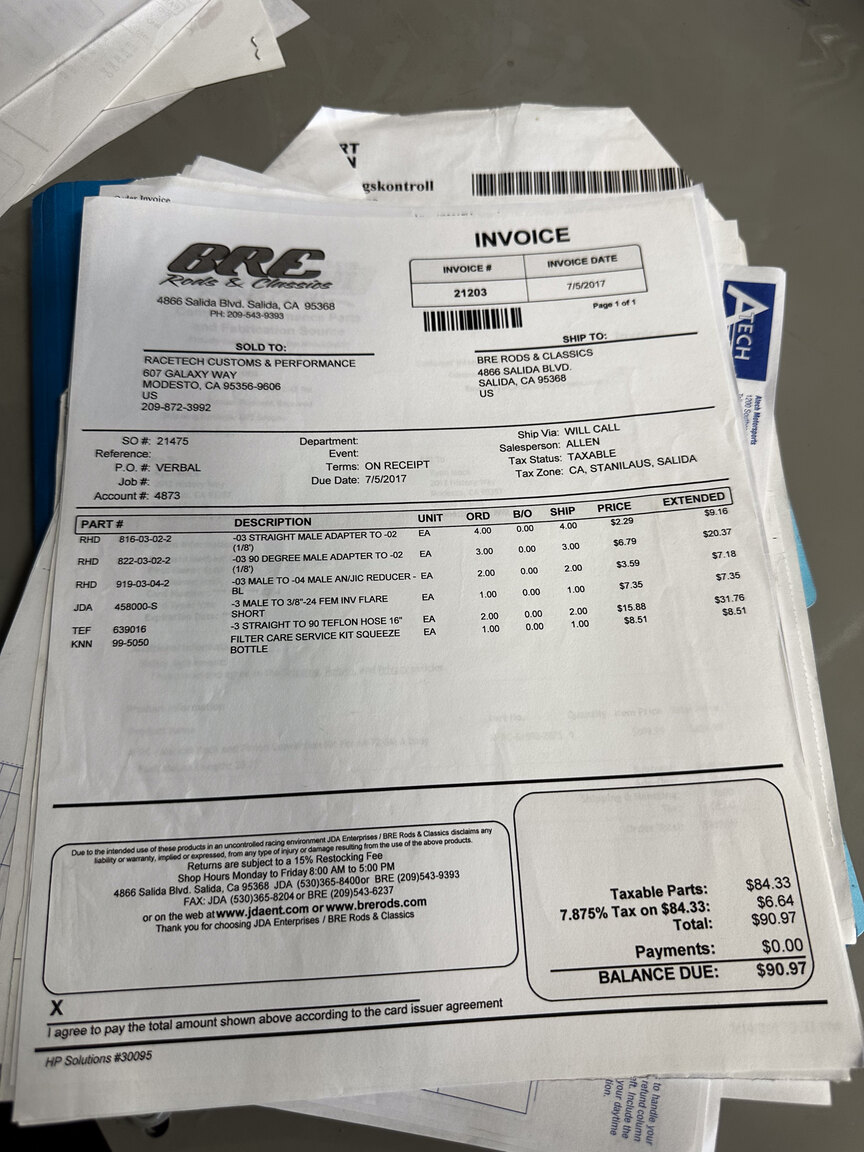 RT
N
gskontroll
Order Invoice
BRE
Rods & Classics
4866 Salida Blvd. Salida, CA 95368
PH: 209-543-9393
INVOICE
INVOICE # INVOICE DATE
21203 7/5/2017
Page 1 of 1
SOLD TO:
RACETECH CUSTOMS & PERFORMANCE
607 GALAXY WAY
MODESTO, CA 95356-9606
US
209-872-3992
SHIP TO:
BRE RODS & CLASSICS
4866 SALIDA BLVD.
SALIDA, CA 95368
US
ATECH
Atech Motorsports
SO #: 21475
Reference:
P.O. #: VERBAL
Job #:
Account #: 4873
Department:
Event:
Terms: ON RECEIPT
Due Date: 7/5/2017
Ship Via: WILL CALL
Salesperson: ALLEN
Tax Status: TAXABLE
Tax Zone: CA, STANILAUS, SALIDA
PART # DESCRIPTION UNIT ORD B/O SHIP PRICE EXTENDED
RHD 816-03-02-2 -03 STRAIGHT MALE ADAPTER TO -02 EA 4.00 0.00 4.00 $2.29 $9.16
(1/8')
RHD 822-03-02-2 -03 90 DEGREE MALE ADAPTER TO -02 EA 3.00 0.00 3.00 $6.79 $20.37
(1/8')
RHD 919-03-04-2 -03 MALE TO -04 MALE AN/JIC REDUCER - EA 2.00 0.00 2.00 $3.59 $7.18
BL
JDA 458000-S -3 MALE TO 3/8"-24 FEM INV FLARE EA 1.00 0.00 1.00 $7.35 $7.35
SHORT
TEF 639016 -3 STRAIGHT TO 90 TEFLON HOSE 16" EA 2.00 0.00 2.00 $15.88 $31.76
KNN 99-5050 FILTER CARE SERVICE KIT SQUEEZE EA 1.00 0.00 1.00 $8.51 $8.51
BOTTLE
Due to the intended use of these products in an uncontrolled racing environment JDA Enterprises / BRE Rods & Classics disclaims any
liability or warranty, implied or expressed, from any type of injury or damage resulting from the use of the above products.
Returns are subject to a 15% Restocking Fee
Shop Hours Monday to Friday 8:00 AM to 5:00 PM
4866 Salida Blvd. Salida, Ca 95368 JDA (530)365-8400or BRE (209)543-9393
FAX: JDA (530)365-8204 or BRE (209)543-6237
or on the web at www.jdaent.com or www.brerods.com
Thank you for choosing JDA Enterprises / BRE Rods & Classics
Taxable Parts: $84.33
7.875% Tax on $84.33: $6.64
Total: $90.97
Payments: $0.00
BALANCE DUE: $90.97
X
I agree to pay the total amount shown above according to the card issuer agreement
HP Solutions #30095
to handle your
refund column
eft. Include the
your daytime
tion.